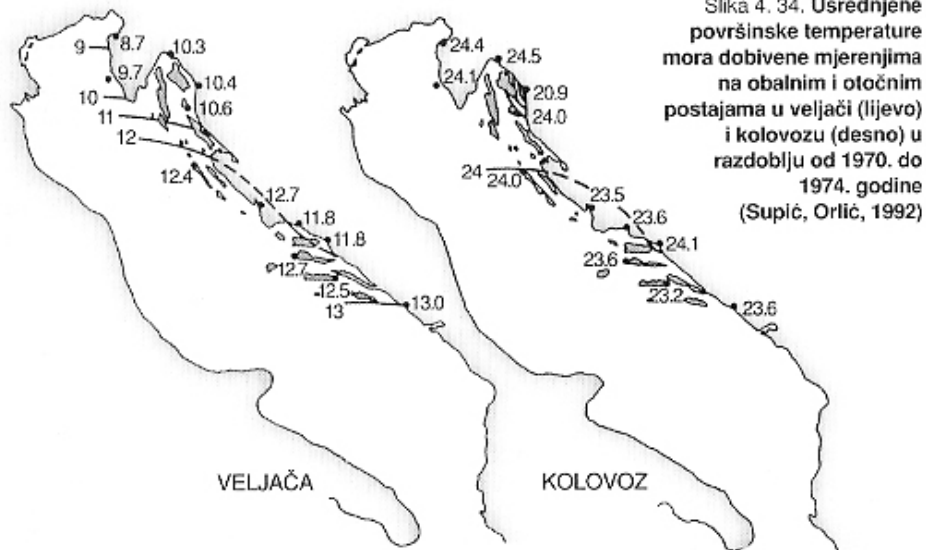 Slika 4. 34. Usrednjene
površinske temperature
mora dobivene mjerenjima
na obalnim i otočnim
postajama u veljači (lijevo)
i kolovozu (desno) u
razdoblju od 1970. do
1974. godine
(Supić, Orlić, 1992)
9
8.7
9.7
10
10.3
10.4
10.6
11
12
12.4
12.7
11.8
11.8
12.7
12.5
13
13.0
VELJAČA
24.4
24.1
24.5
20.9
24.0
24
24.0
23.5
23.6
24.1
23.6
23.2
23.6
KOLOVOZ